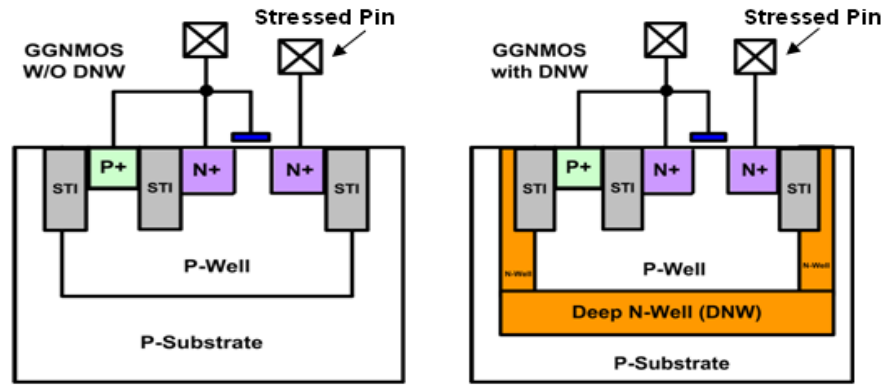 Stressed Pin
GGNMOS
W/O DNW
P+
N+
N+
STI
STI
STI
P-Well
P-Substrate
Stressed Pin
GGNMOS
with DNW
P+
N+
N+
STI
STI
STI
N-Well
P-Well
N-Well
Deep N-Well (DNW)
P-Substrate